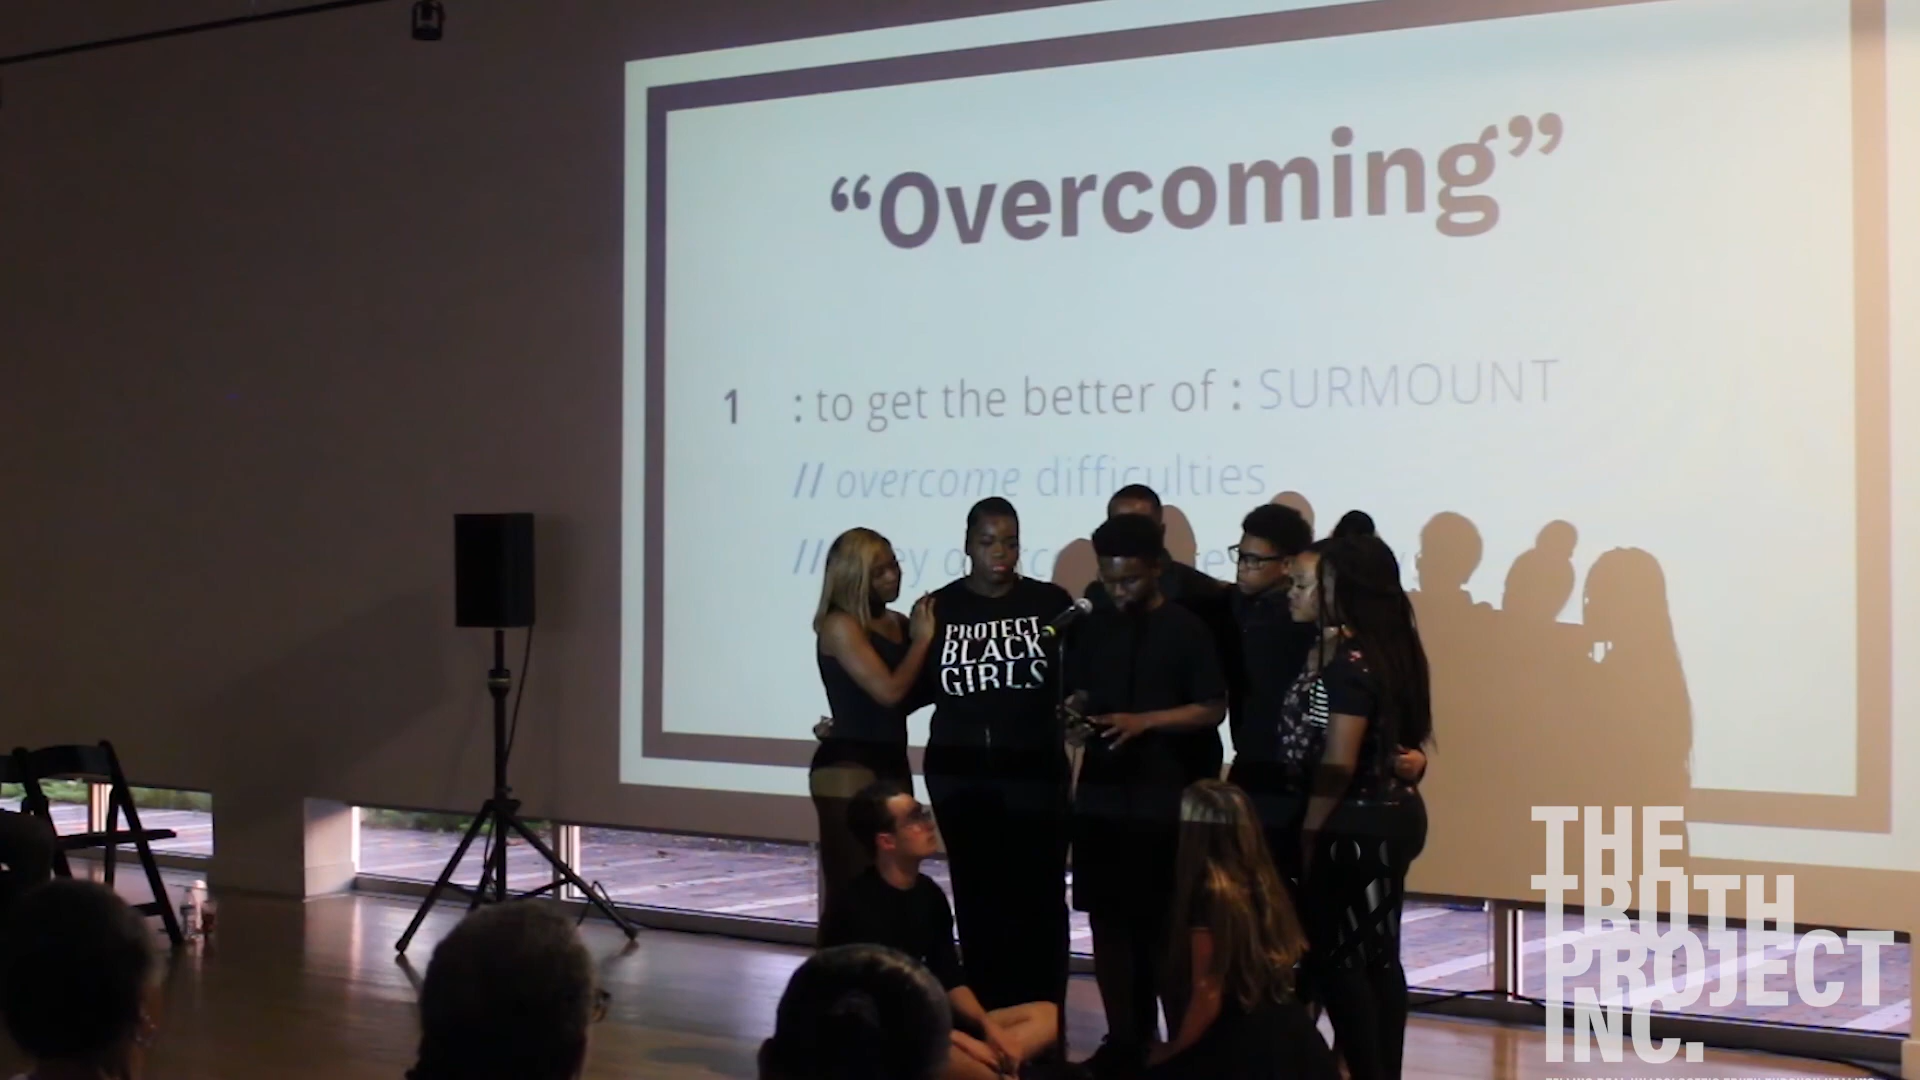 “Overcoming”
1 : to get the better of : SURMOUNT
// overcome difficulties
//
PROTECT
BLACK
GIRLS
THE
TRUTH
PROJECT
INC.